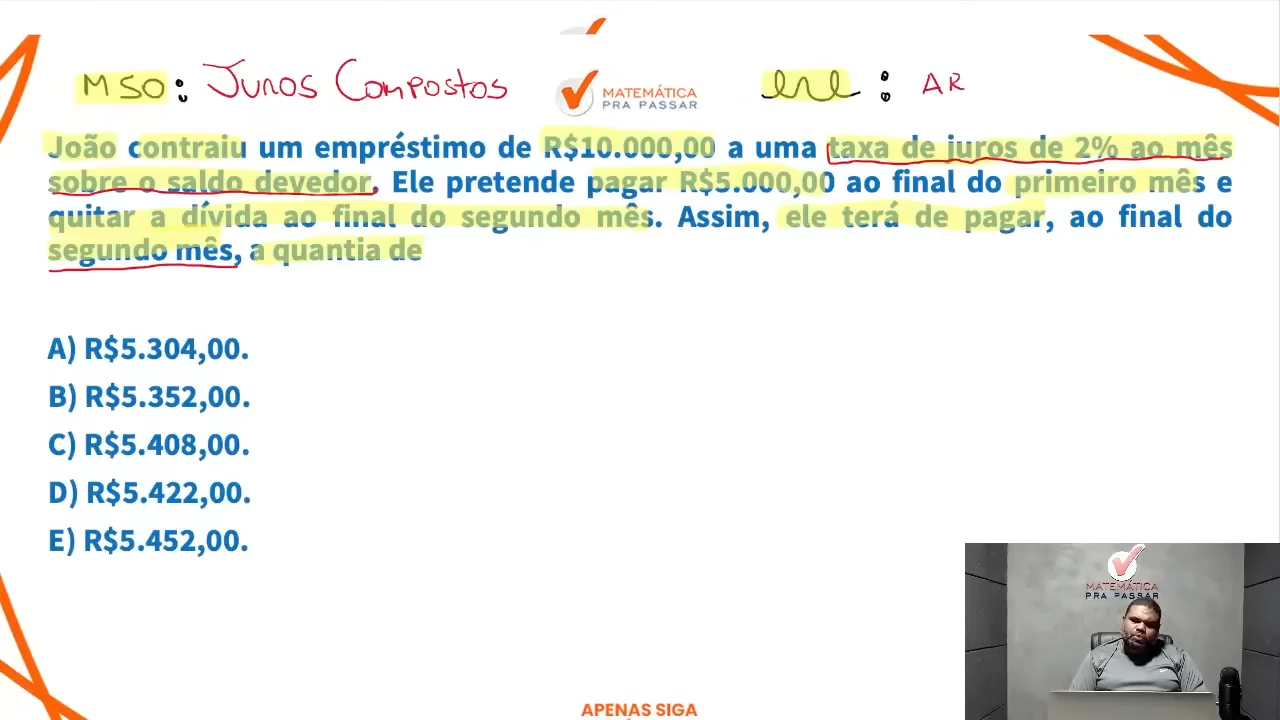 MSO: Juros Compostos
MATEMÁTICA
PRA PASSAR
: AR
João contraiu um empréstimo de R$10.000,00 a uma taxa de juros de 2% ao mês
sobre o saldo devedor. Ele pretende pagar R$5.000,00 ao final do primeiro mês e
quitar a dívida ao final do segundo mês. Assim, ele terá de pagar, ao final do
segundo mês, a quantia de
A) R$5.304,00.
B) R$5.352,00.
C) R$5.408,00.
D) R$5.422,00.
E) R$5.452,00.
MATEMÁTICA
PRA PASSAR
APENAS SIGA